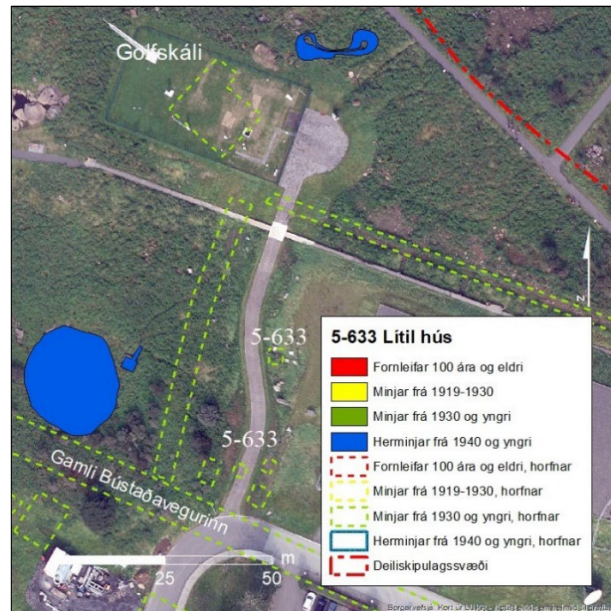 Golfskáli
5-633
5-633
Gamli Bústaðavegurinn
m
25
50
z
5-633 Lítil hús
Fornleifar 100 ára og eldri
Minjar frá 1919-1930
Minjar frá 1930 og yngri
Herminjar frá 1940 og yngri
Fornleifar 100 ára og eldri, horfnar
Minjar frá 1919-1930, horfnar
Minjar frá 1930 og yngri, horfnar
Herminjar frá 1940 og yngri, horfnar
Deiliskipulagssvæði